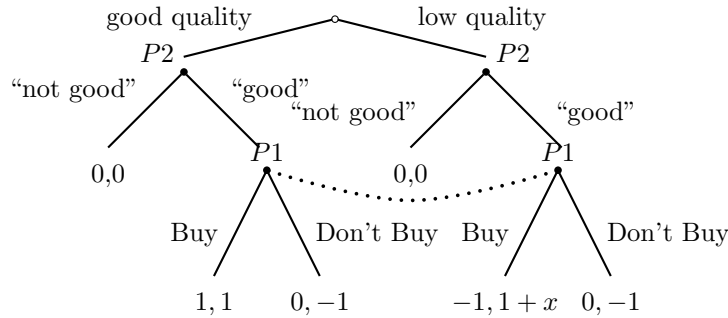 good quality low quality
P2 P2
“not good” “good” “not good” “good”
P1 P1
0,0 0,0
Buy Don't Buy Buy Don't Buy
1, 1 0, −1 −1, 1 + x 0, −1